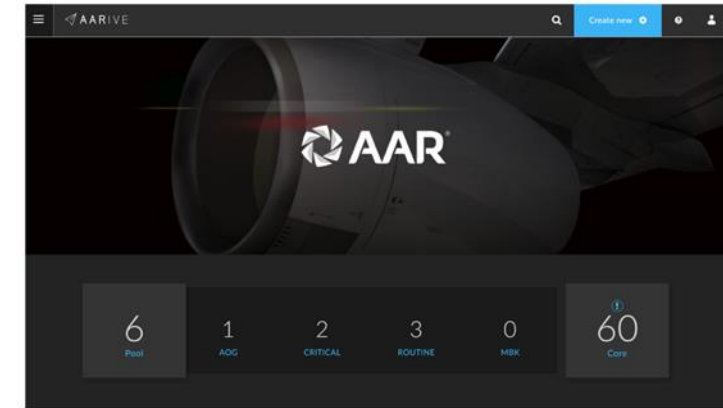 AARIVE
Create new
AAR
6
Pool
1
AOG
2
CRITICAL
3
ROUTINE
0
MBK
60
Core